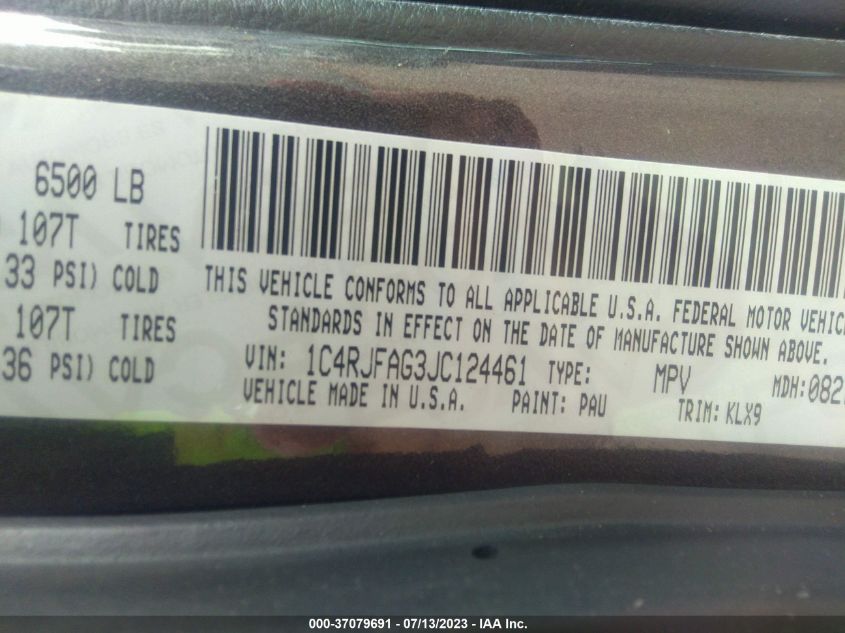 6500 LB
107T TIRES
33 PSI) COLD
107T TIRES
36 PSI) COLD
THIS VEHICLE CONFORMS TO ALL APPLICABLE U.S.A. FEDERAL MOTOR VEHIC
STANDARDS IN EFFECT ON THE DATE OF MANUFACTURE SHOWN ABOVE.
VIN: 1C4RJFAG3JC124461 TYPE: MPV MDH:082
VEHICLE MADE IN U.S.A. PAINT: PAU TRIM: KLX9
000-37079691 - 07/13/2023 - IAA Inc.